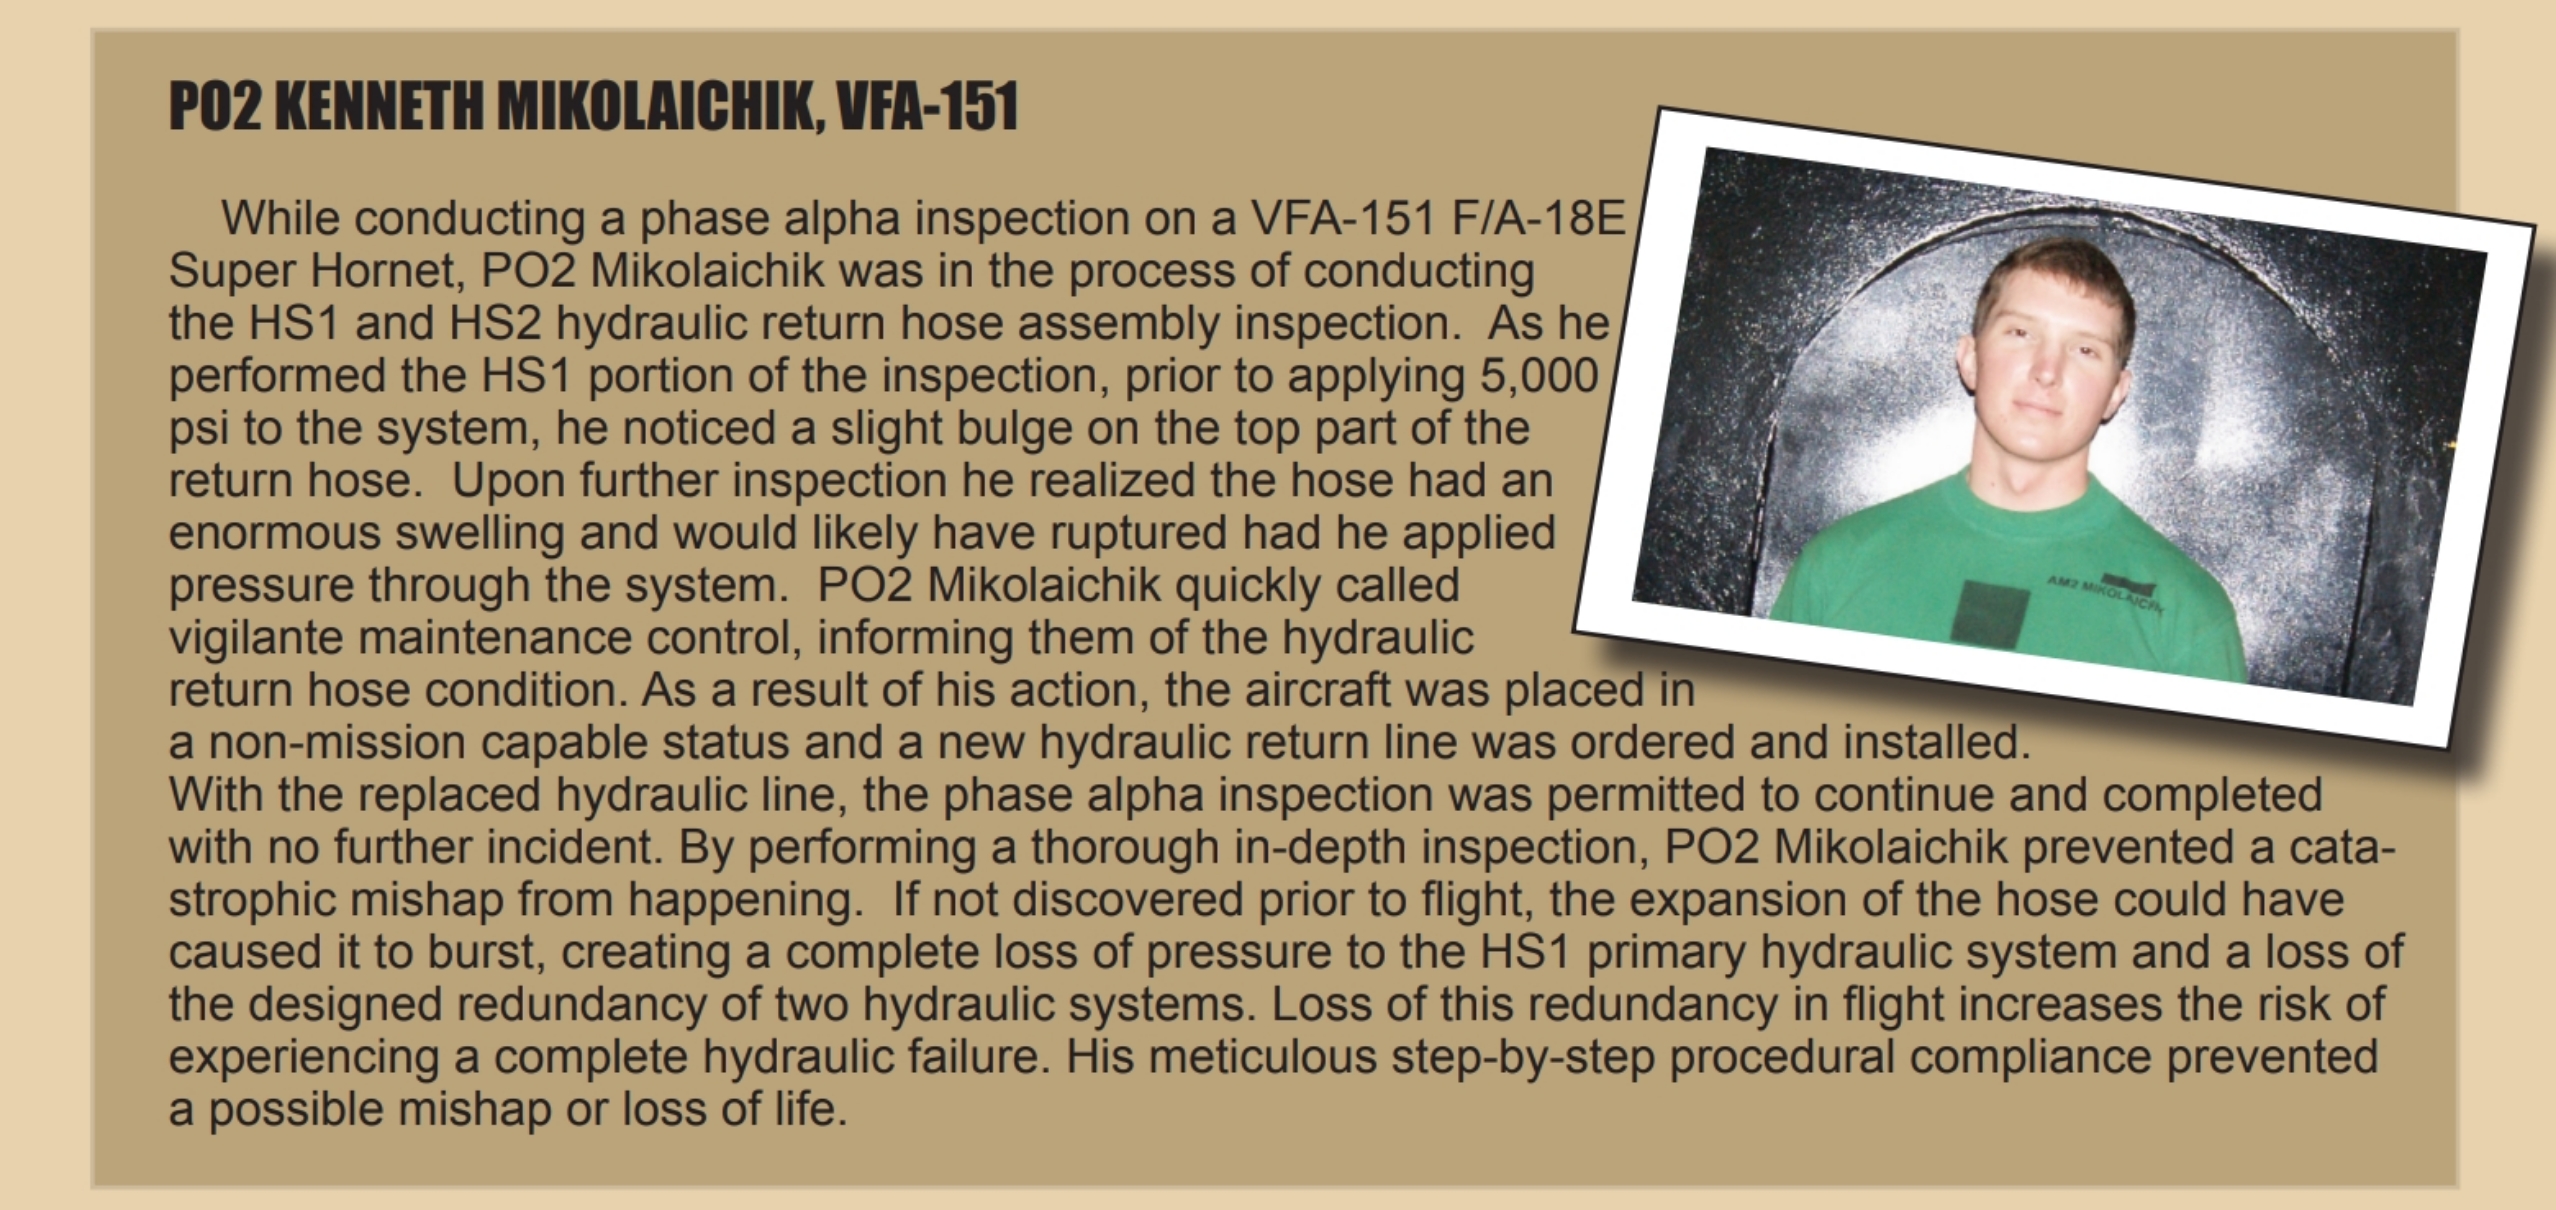 PO2 KENNETH MIKOLAICHIK, VFA-151
While conducting a phase alpha inspection on a VFA-151 F/A-18E
Super Hornet, PO2 Mikolaichik was in the process of conducting
the HS1 and HS2 hydraulic return hose assembly inspection.  As he
performed the HS1 portion of the inspection, prior to applying 5,000
psi to the system, he noticed a slight bulge on the top part of the
return hose.  Upon further inspection he realized the hose had an
enormous swelling and would likely have ruptured had he applied
pressure through the system.  PO2 Mikolaichik quickly called
vigilante maintenance control, informing them of the hydraulic
return hose condition. As a result of his action, the aircraft was placed in
a non-mission capable status and a new hydraulic return line was ordered and installed.
With the replaced hydraulic line, the phase alpha inspection was permitted to continue and completed
with no further incident. By performing a thorough in-depth inspection, PO2 Mikolaichik prevented a cata-
strophic mishap from happening.  If not discovered prior to flight, the expansion of the hose could have
caused it to burst, creating a complete loss of pressure to the HS1 primary hydraulic system and a loss of
the designed redundancy of two hydraulic systems. Loss of this redundancy in flight increases the risk of
experiencing a complete hydraulic failure. His meticulous step-by-step procedural compliance prevented
a possible mishap or loss of life.
AM2 MIKOLAICHIK